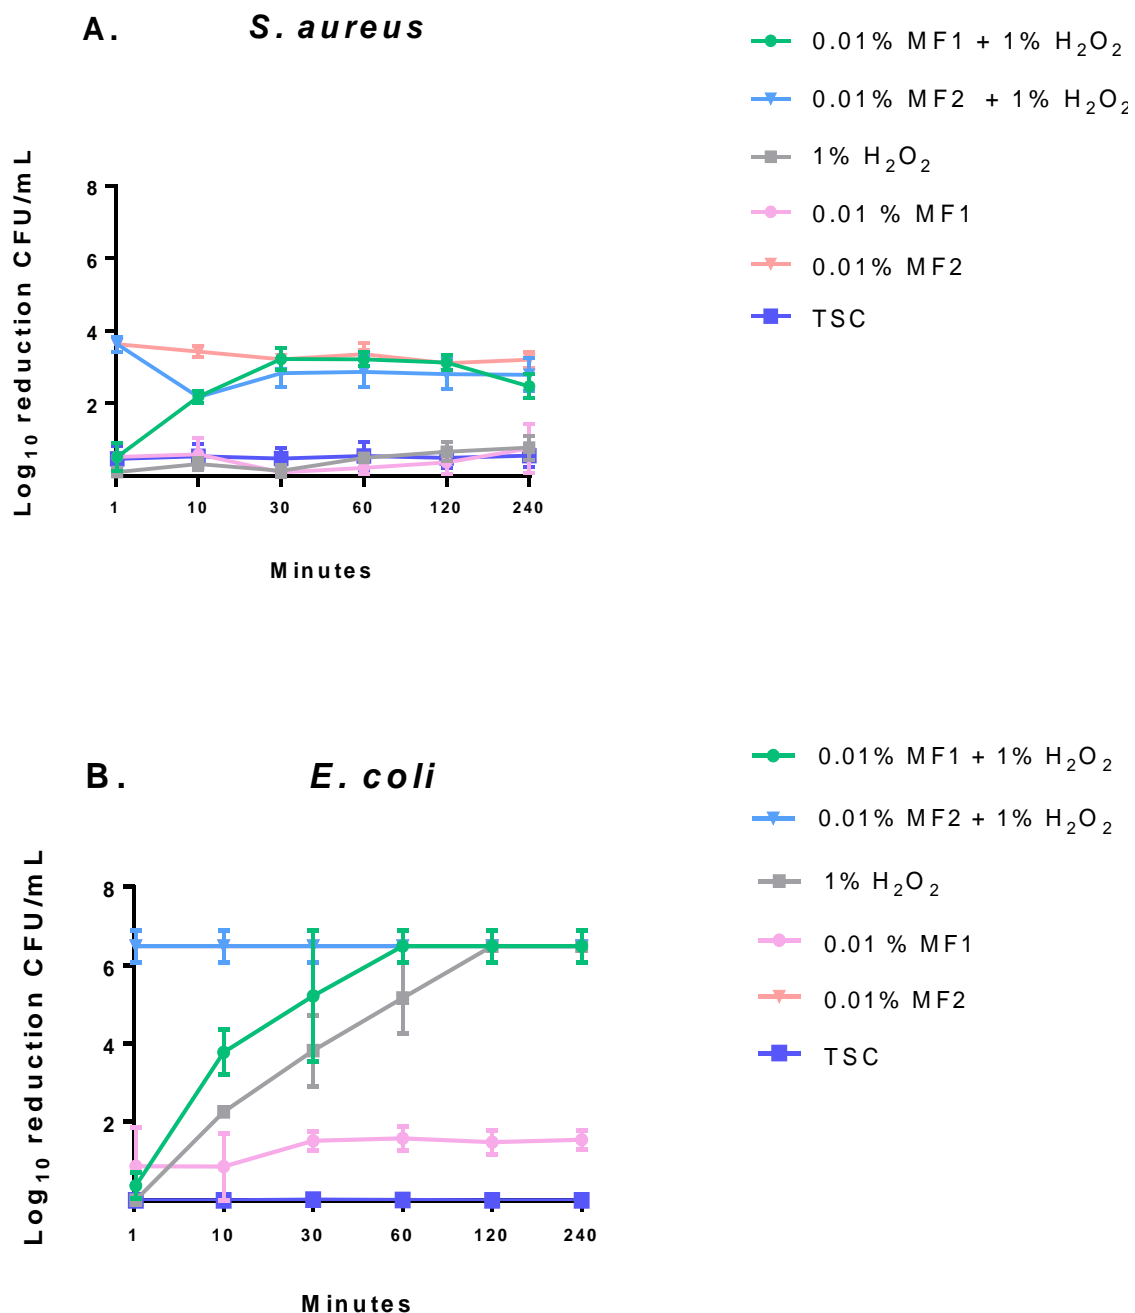 A. S. aureus
0.01% MF1 + 1% H₂O₂
0.01% MF2 + 1% H₂O₂
1% H₂O₂
0.01 % MF1
0.01% MF2
TSC
Log₁₀ reduction CFU/mL
8
6
4
2
1 10 30 60 120 240
Minutes
B. E. coli
0.01% MF1 + 1% H₂O₂
0.01% MF2 + 1% H₂O₂
1% H₂O₂
0.01 % MF1
0.01% MF2
TSC
Log₁₀ reduction CFU/mL
8
6
4
2
1 10 30 60 120 240
Minutes